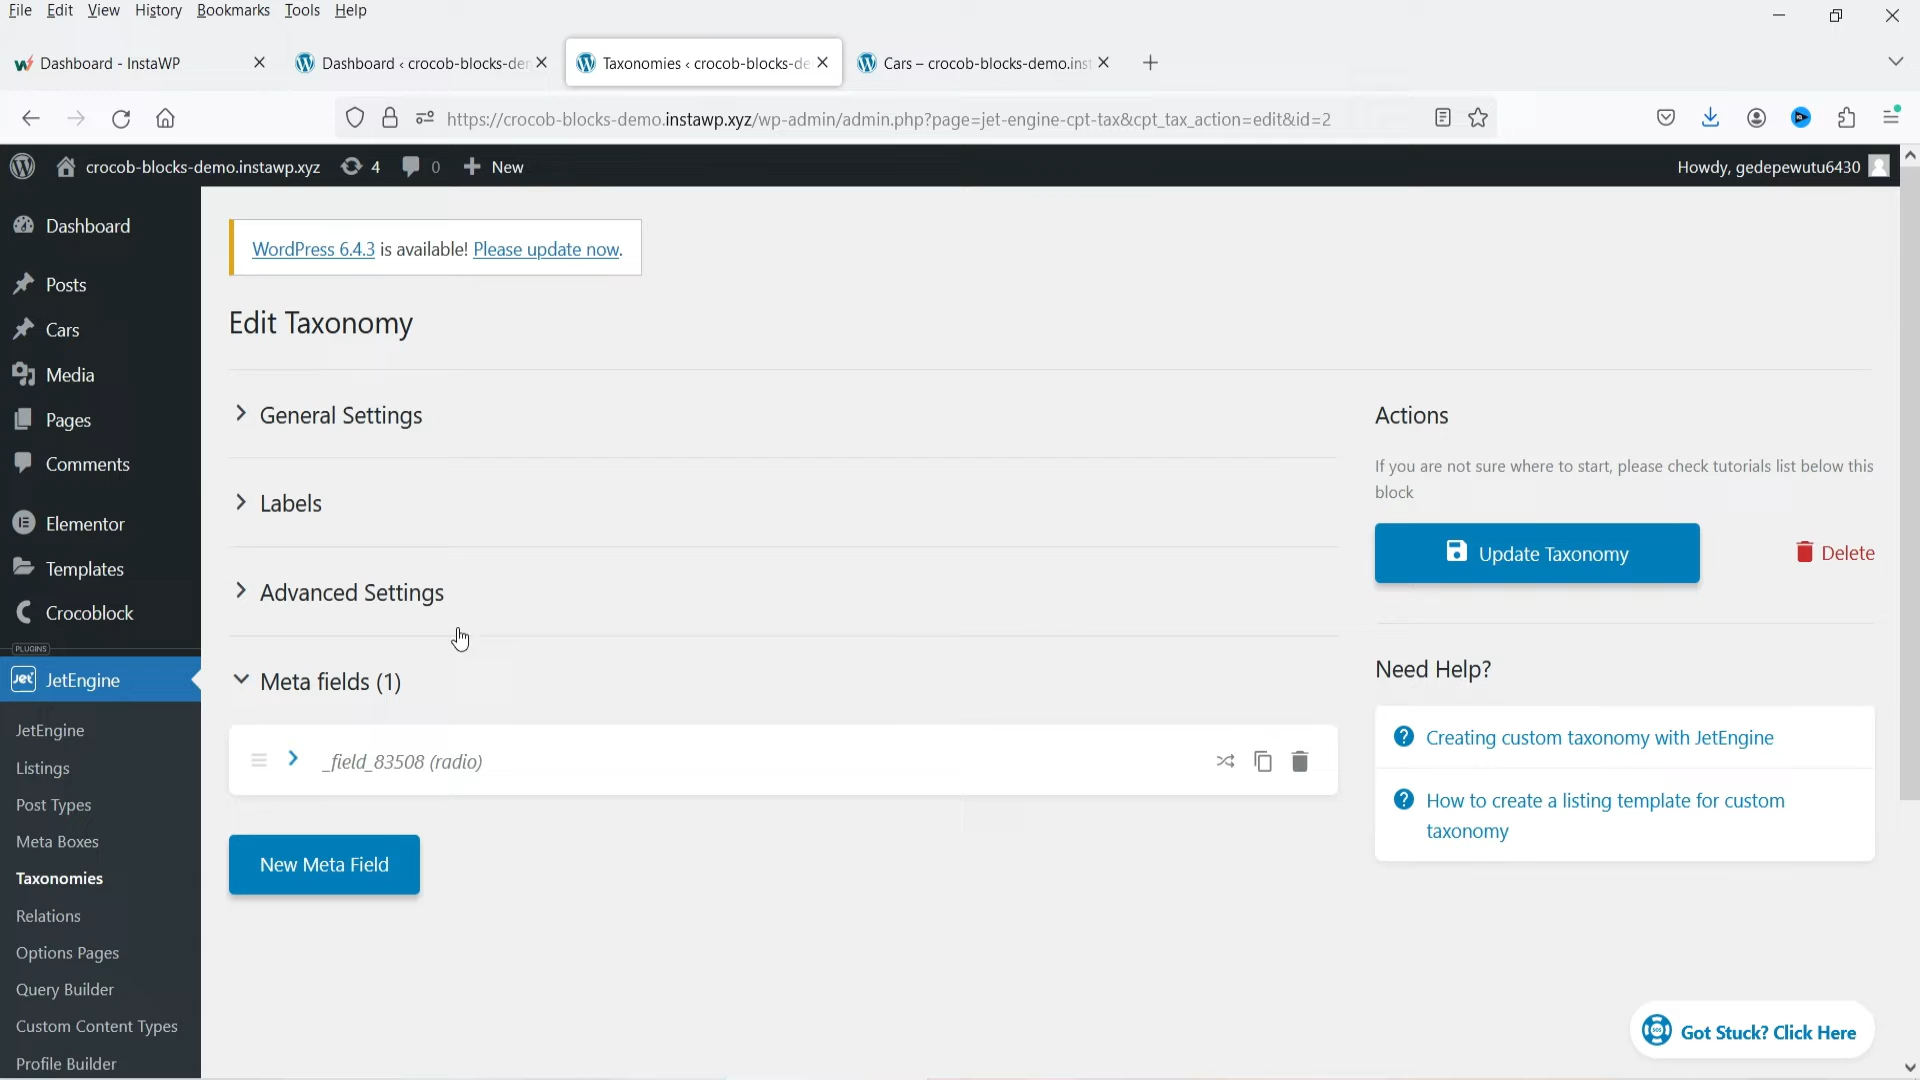 File Edit View History Bookmarks Tools Help
Dashboard - InstaWP
Dashboard ‹ crocob-blocks-de
Taxonomies ‹ crocob-blocks-de
Cars – crocob-blocks-demo.ins
https://crocob-blocks-demo.instawp.xyz/wp-admin/admin.php?page=jet-engine-cpt-tax&cpt_tax_action=edit&id=2
crocob-blocks-demo.instawp.xyz 4 0 New
Howdy, gedepewutu6430
Dashboard
Posts
Cars
Media
Pages
Comments
Elementor
Templates
Crocoblock
PLUGINS
JetEngine
JetEngine
Listings
Post Types
Meta Boxes
Taxonomies
Relations
Options Pages
Query Builder
Custom Content Types
Profile Builder
WordPress 6.4.3 is available! Please update now.
Edit Taxonomy
General Settings
Labels
Advanced Settings
Meta fields (1)
_field_83508 (radio)
New Meta Field
Actions
If you are not sure where to start, please check tutorials list below this
block
Update Taxonomy
Delete
Need Help?
Creating custom taxonomy with JetEngine
How to create a listing template for custom
taxonomy
Got Stuck? Click Here